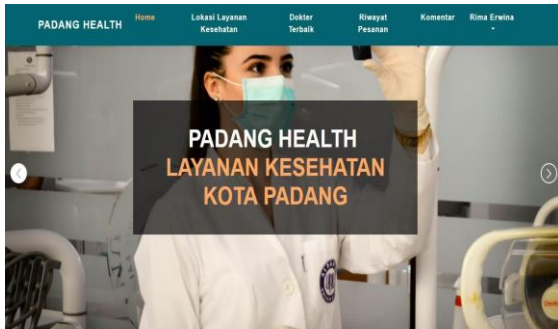 PADANG HEALTH
Home
Lokasi Layanan
Kesehatan
Dokter
Terbaik
Riwayat
Pesanan
Komentar
Rima Erwina
PADANG HEALTH
LAYANAN KESEHATAN
KOTA PADANG